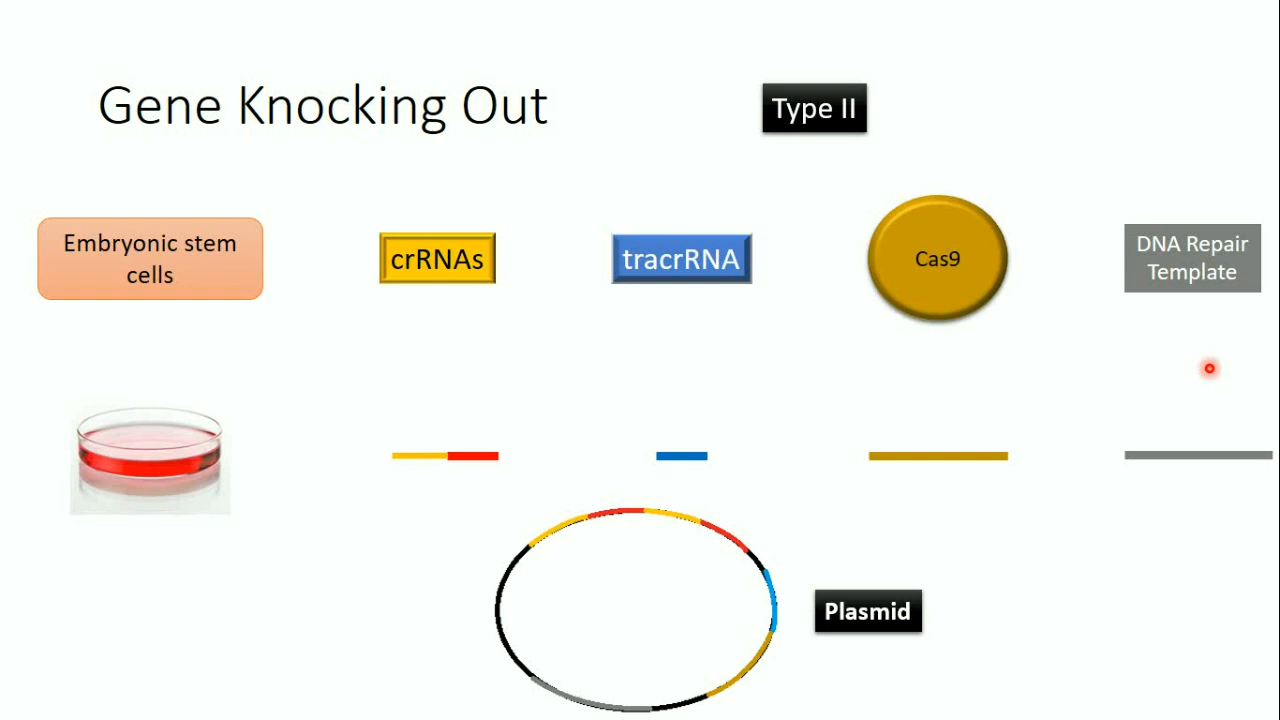 Gene Knocking Out
Type II
Embryonic stem
cells
crRNAs
tracrRNA
Cas9
DNA Repair
Template
Plasmid